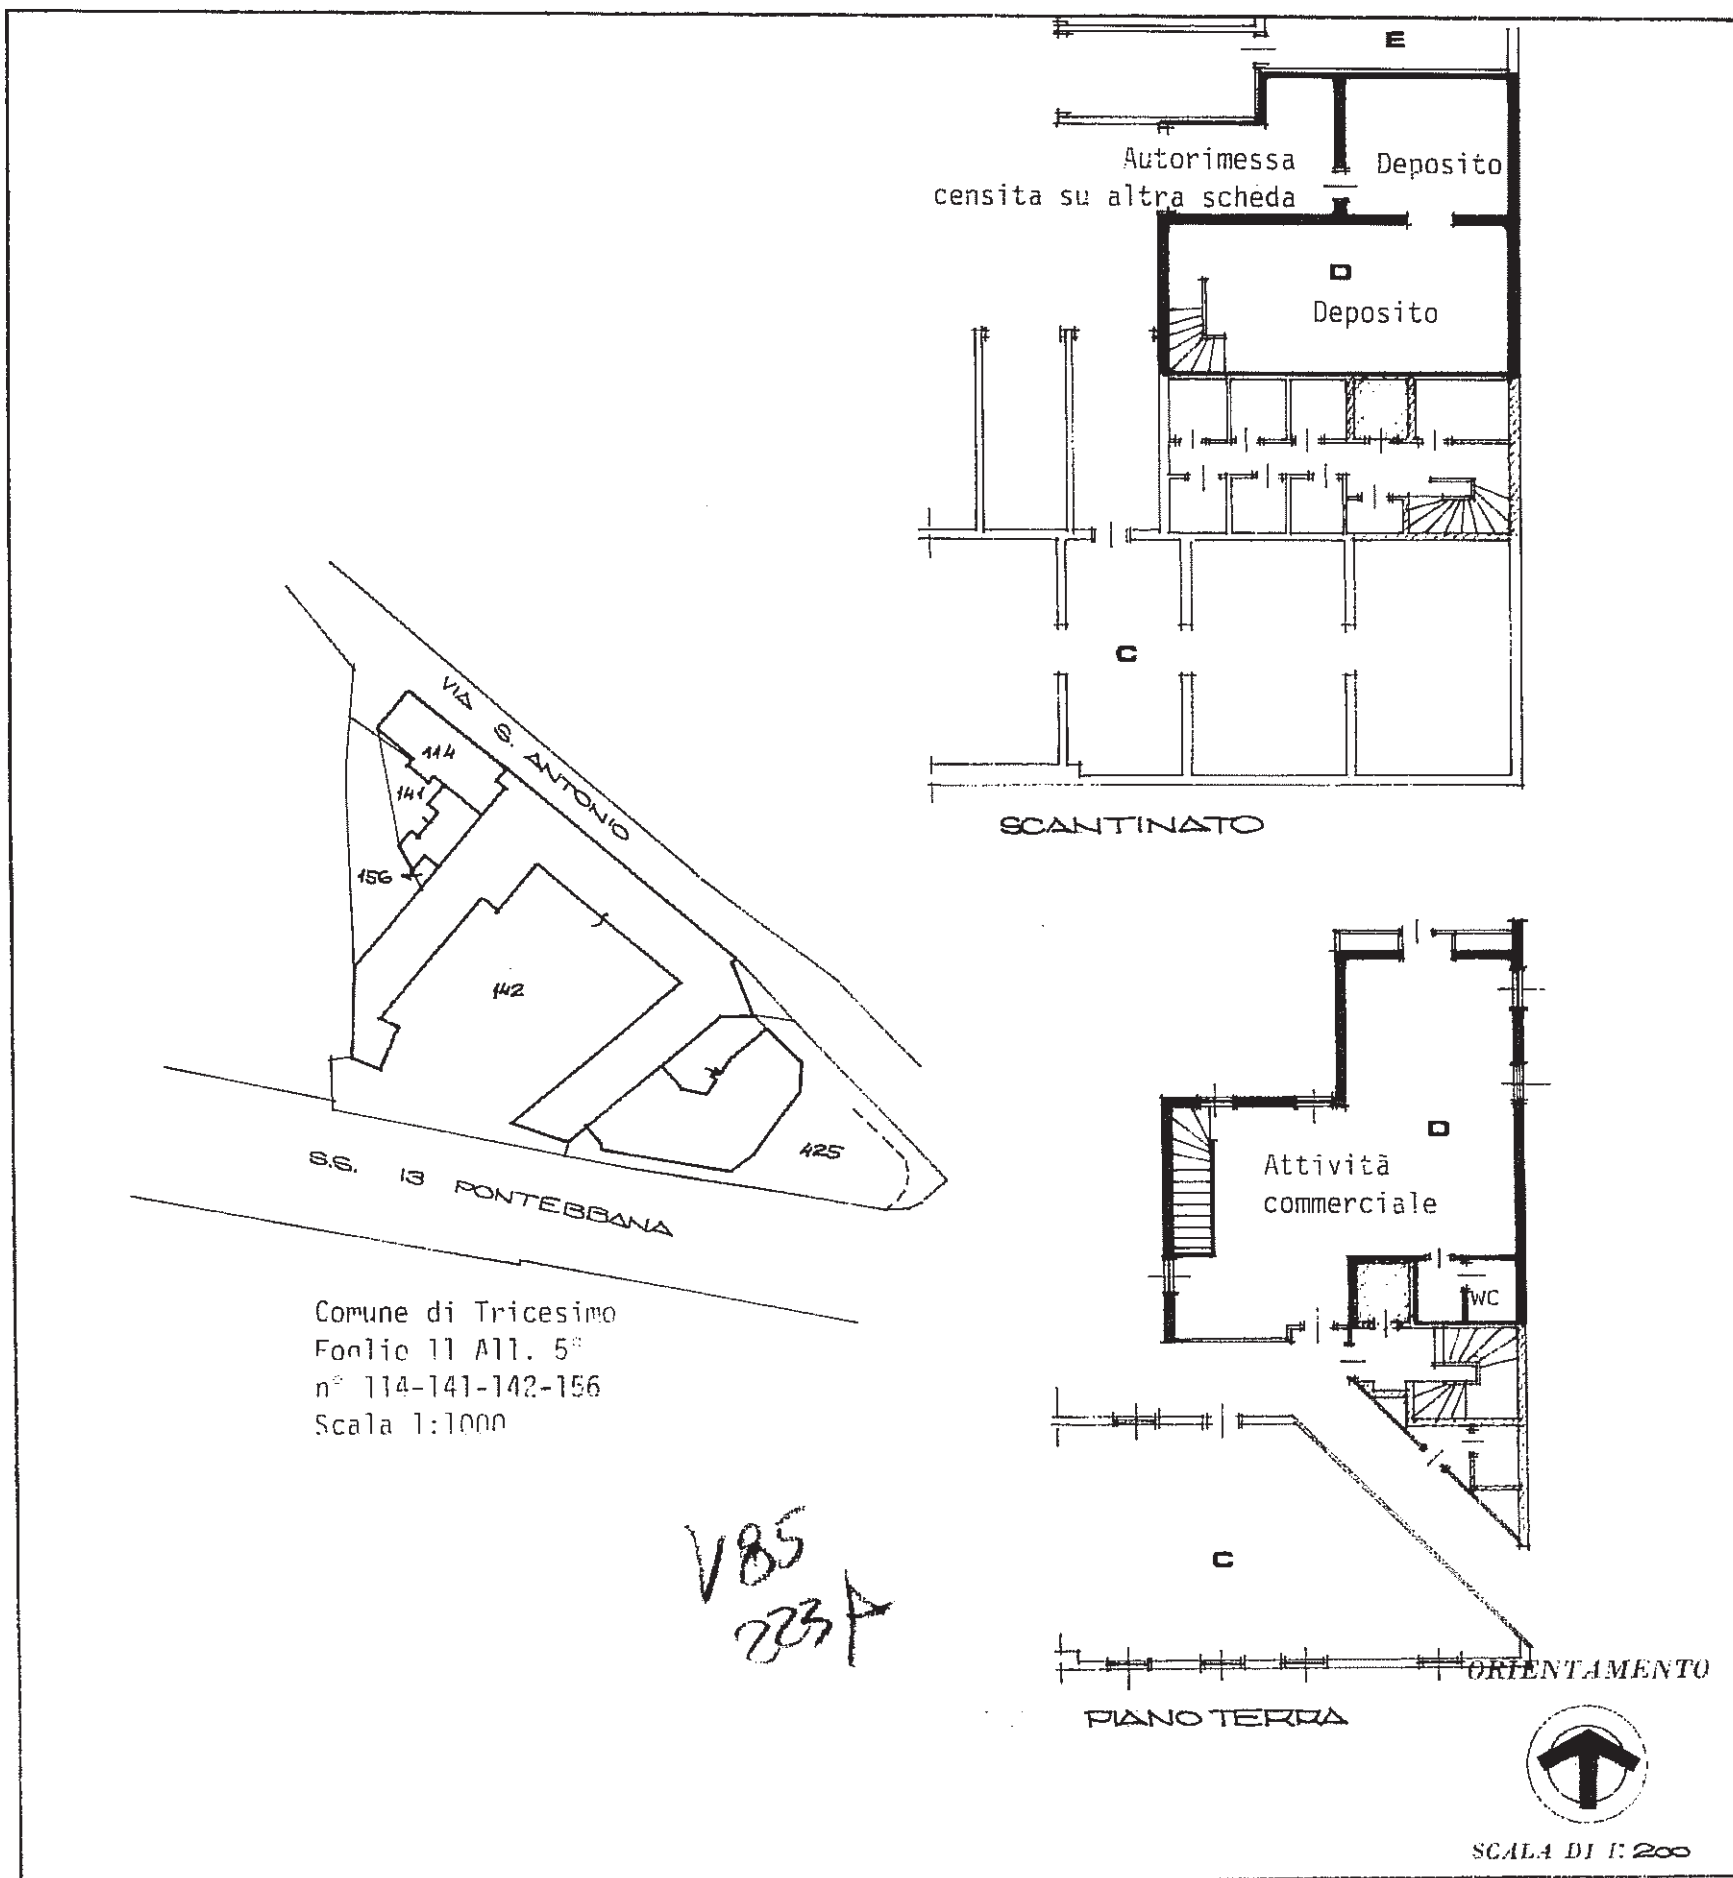 E
Autorimessa
censita su altra scheda
Deposito
D
Deposito
C
SCANTINATO
VIA S. ANTONIO
114
141
156
142
425
S.S. 13 PONTEBBANA
Comune di Tricesimo
Foglio 11 All. 5°
n° 114-141-142-156
Scala 1:1000
D
Attività
commerciale
WC
C
PIANO TERRA
V85
223A
ORIENTAMENTO
SCALA DI 1:200